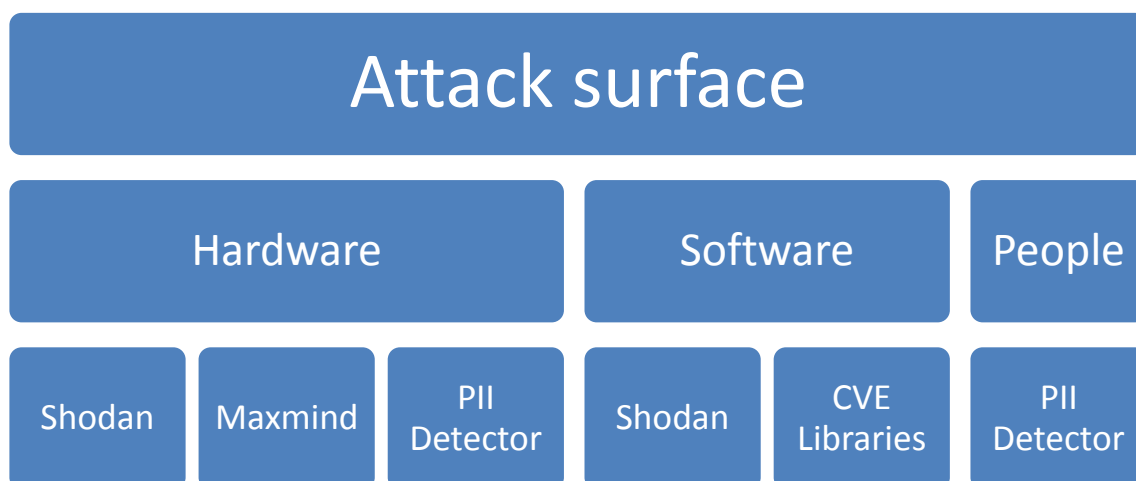 Attack surface
Hardware
Software
People
Shodan
Maxmind
PII
Detector
Shodan
CVE
Libraries
PII
Detector